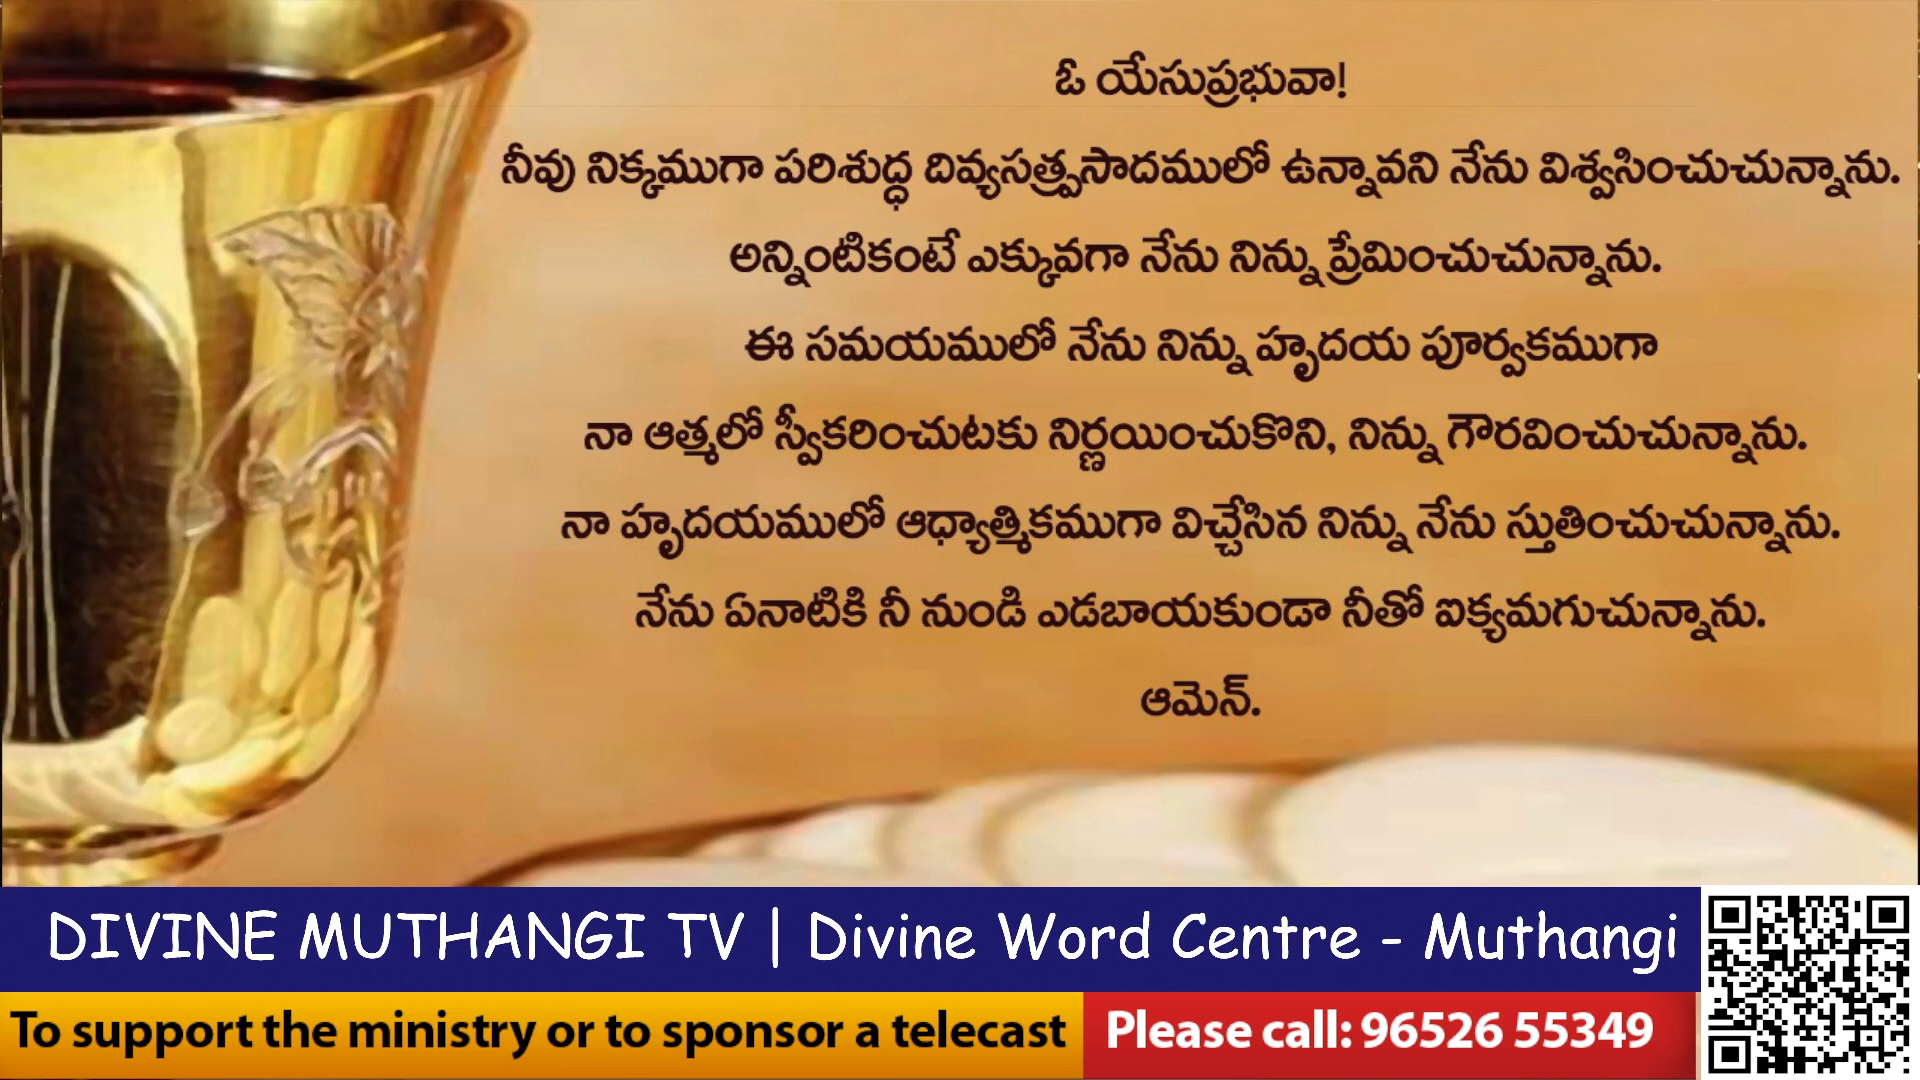 ఓ యేసుప్రభువా!
నీవు నిక్కముగా పరిశుద్ధ దివ్యసత్ప్రసాదములో ఉన్నావని నేను విశ్వసించుచున్నాను.
అన్నింటికంటే ఎక్కువగా నేను నిన్ను ప్రేమించుచున్నాను.
ఈ సమయములో నేను నిన్ను హృదయ పూర్వకముగా
నా ఆత్మలో స్వీకరించుటకు నిర్ణయించుకొని, నిన్ను గౌరవించుచున్నాను.
నా హృదయములో ఆధ్యాత్మికముగా విచ్చేసిన నిన్ను నేను స్తుతించుచున్నాను.
నేను ఏనాటికి నీ నుండి ఎడబాయకుండా నీతో ఐక్యమగుచున్నాను.
ఆమెన్.
DIVINE MUTHANGI TV | Divine Word Centre - Muthangi
To support the ministry or to sponsor a telecast Please call: 96526 55349